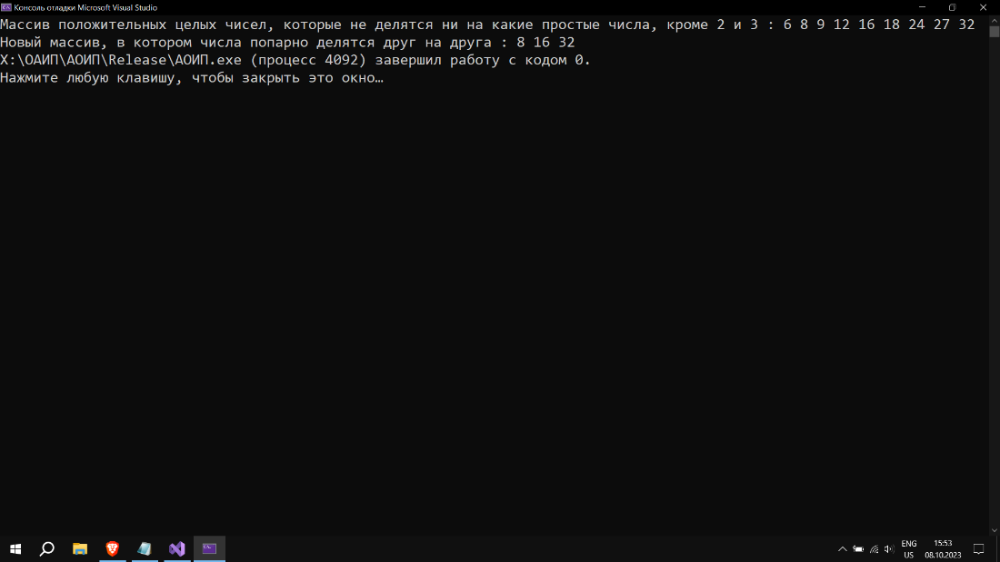 Консоль отладки Microsoft Visual Studio
Массив положительных целых чисел, которые не делятся ни на какие простые числа, кроме 2 и 3 : 6 8 9 12 16 18 24 27 32
Новый массив, в котором числа попарно делятся друг на друга : 8 16 32
X:\ОАИП\АОИП\Release\АОИП.exe (процесс 4092) завершил работу с кодом 0.
Нажмите любую клавишу, чтобы закрыть это окно…
ENG
US
15:53
08.10.2023